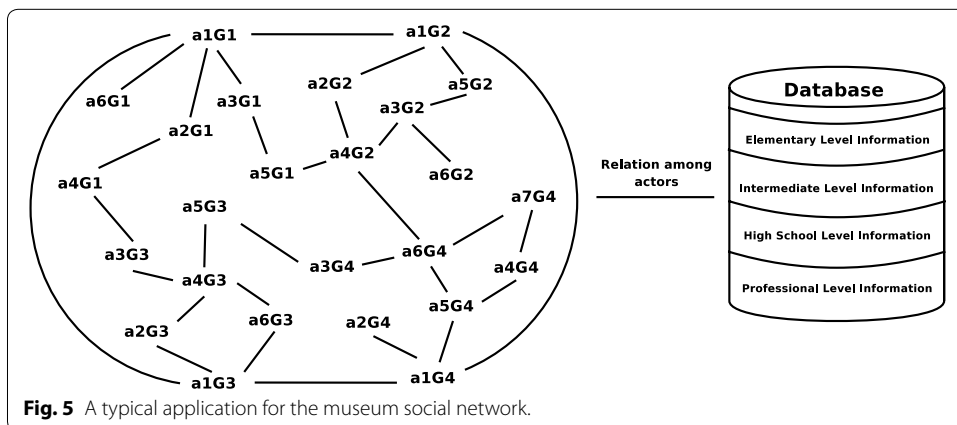 a1G1
a1G2
a6G1
a3G1
a2G2
a5G2
a3G2
a2G1
a4G2
a5G1
a6G2
a4G1
a5G3
a7G4
a3G3
a6G4
a3G4
a4G4
a4G3
a6G3
a2G4
a5G4
a2G3
a1G3
a1G4
Relation among
actors
Database
Elementary Level Information
Intermediate Level Information
High School Level Information
Professional Level Information
Fig. 5 A typical application for the museum social network.